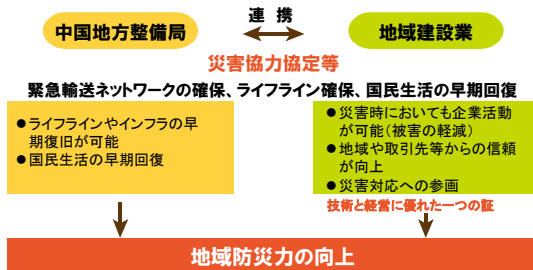 連携
中国地方整備局
地域建設業
災害協力協定等
緊急輸送ネットワークの確保、ライフライン確保、国民生活の早期回復
●ライフラインやインフラの早
期復旧が可能
●国民生活の早期回復
●災害時においても企業活動
が可能（被害の軽減）
●地域や取引先等からの信頼
が向上
●災害対応への参画
技術と経営に優れた一つの証
地域防災力の向上